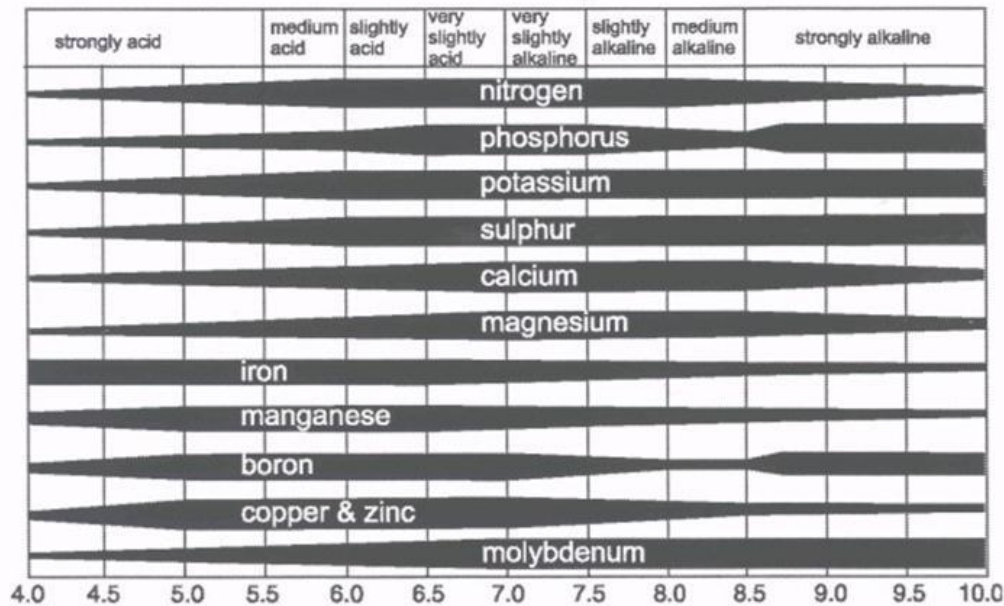 strongly acid
medium
acid
slightly
acid
very
slightly
acid
very
slightly
alkaline
slightly
alkaline
medium
alkaline
strongly alkaline
nitrogen
phosphorus
potassium
sulphur
calcium
magnesium
iron
manganese
boron
copper & zinc
molybdenum
4.0 4.5 5.0 5.5 6.0 6.5 7.0 7.5 8.0 8.5 9.0 9.5 10.0